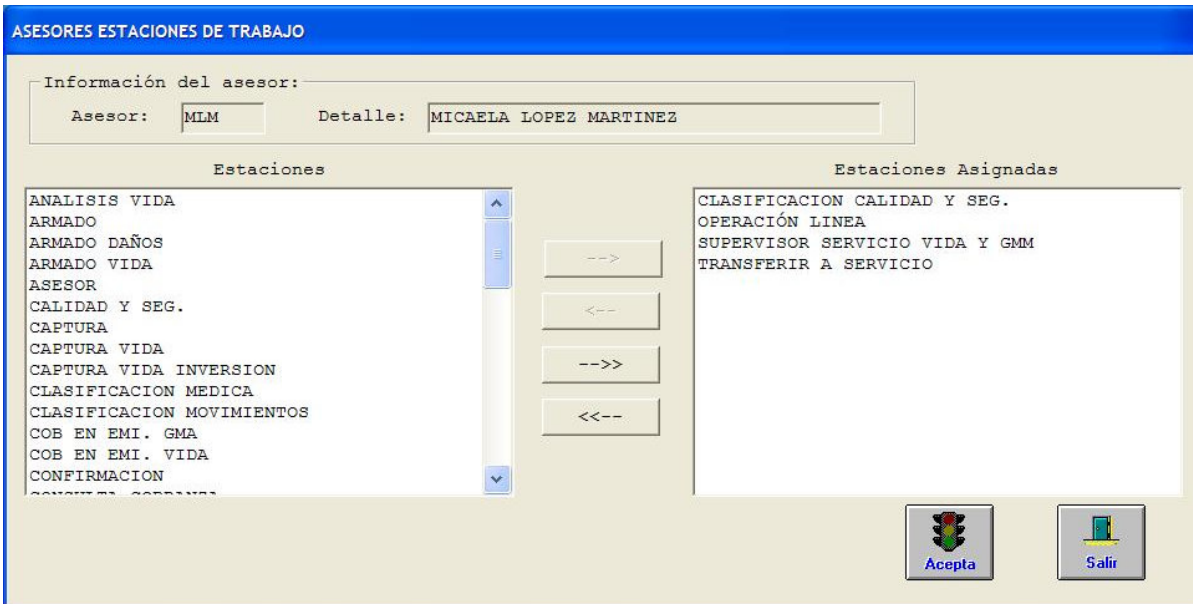 ASESORES ESTACIONES DE TRABAJO
Información del asesor:
Asesor: MLM Detalle: MICAELA LOPEZ MARTINEZ
Estaciones
ANALISIS VIDA
ARMADO
ARMADO DAÑOS
ARMADO VIDA
ASESOR
CALIDAD Y SEG.
CAPTURA
CAPTURA VIDA
CAPTURA VIDA INVERSION
CLASIFICACION MEDICA
CLASIFICACION MOVIMIENTOS
COB EN EMI. GMA
COB EN EMI. VIDA
CONFIRMACION
CONSULTA COBRANZA
-->
<--
-->>
<<--
Estaciones Asignadas
CLASIFICACION CALIDAD Y SEG.
OPERACIÓN LINEA
SUPERVISOR SERVICIO VIDA Y GMM
TRANSFERIR A SERVICIO
Acepta
Salir